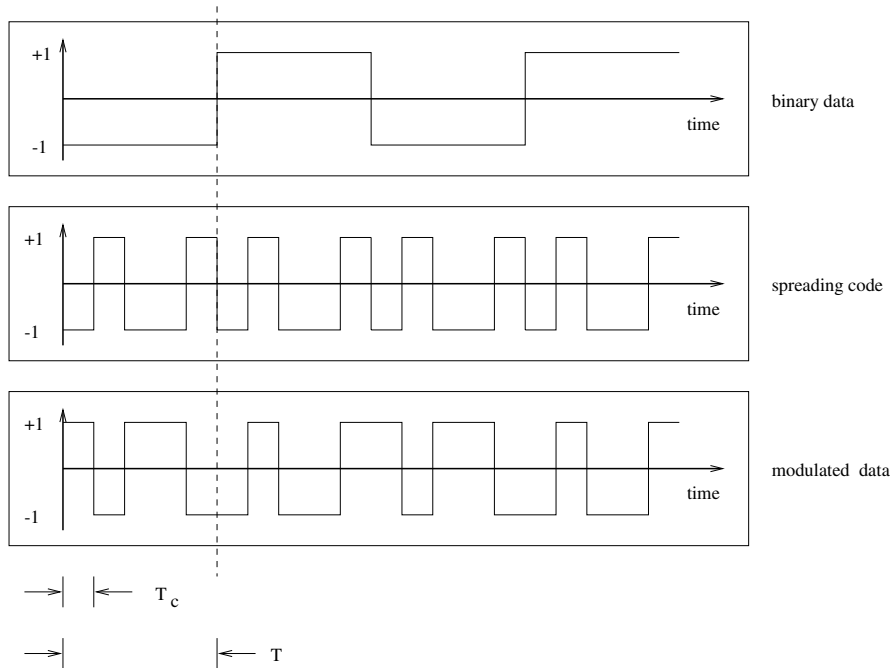 +1
-1
time
binary data
+1
-1
time
spreading code
+1
-1
time
modulated data
T c
T